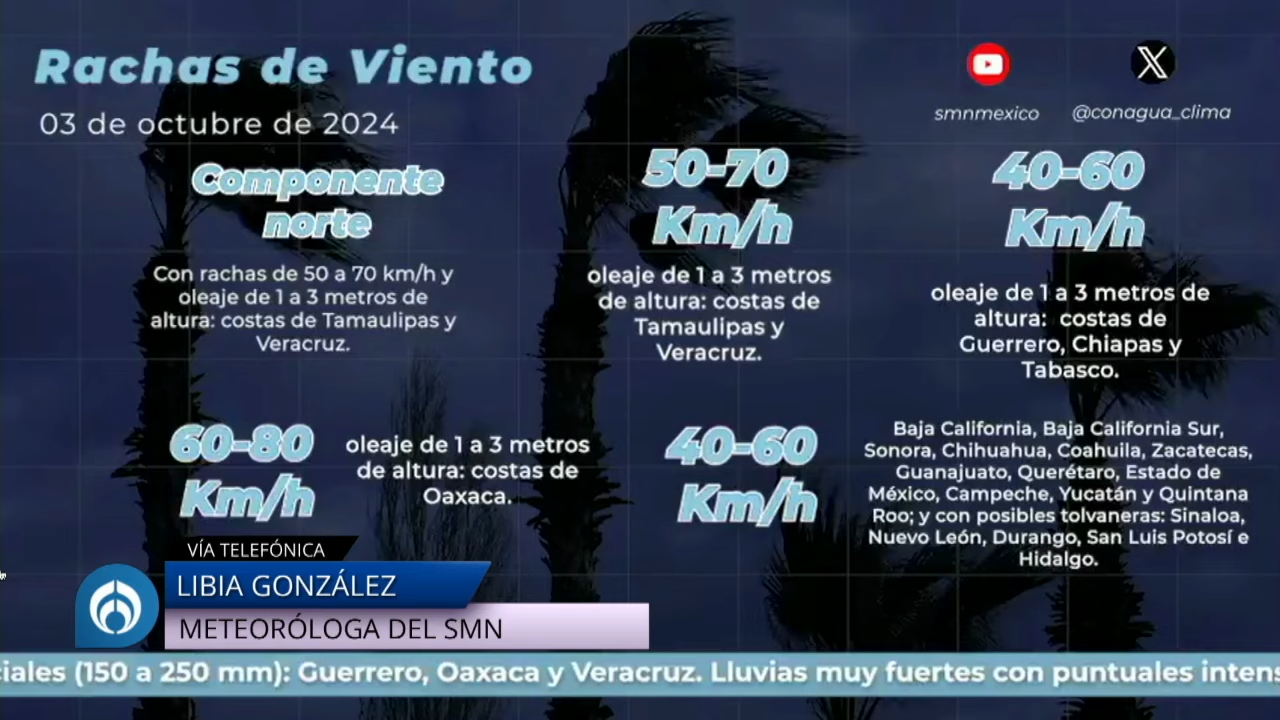 Rachas de Viento
03 de octubre de 2024
smnmexico
@conagua_clima
Componente
norte
Con rachas de 50 a 70 km/h y
oleaje de 1 a 3 metros de
altura: costas de Tamaulipas y
Veracruz.
50-70
Km/h
oleaje de 1 a 3 metros
de altura: costas de
Tamaulipas y
Veracruz.
40-60
Km/h
oleaje de 1 a 3 metros de
altura: costas de
Guerrero, Chiapas y
Tabasco.
60-80
Km/h
oleaje de 1 a 3 metros
de altura: costas de
Oaxaca.
40-60
Km/h
Baja California, Baja California Sur,
Sonora, Chihuahua, Coahuila, Zacatecas,
Guanajuato, Querétaro, Estado de
México, Campeche, Yucatán y Quintana
Roo; y con posibles tolvaneras: Sinaloa,
Nuevo León, Durango, San Luis Potosí e
Hidalgo.
VÍA TELEFÓNICA
LIBIA GONZÁLEZ
METEORÓLOGA DEL SMN
ciales (150 a 250 mm): Guerrero, Oaxaca y Veracruz. Lluvias muy fuertes con puntuales intens